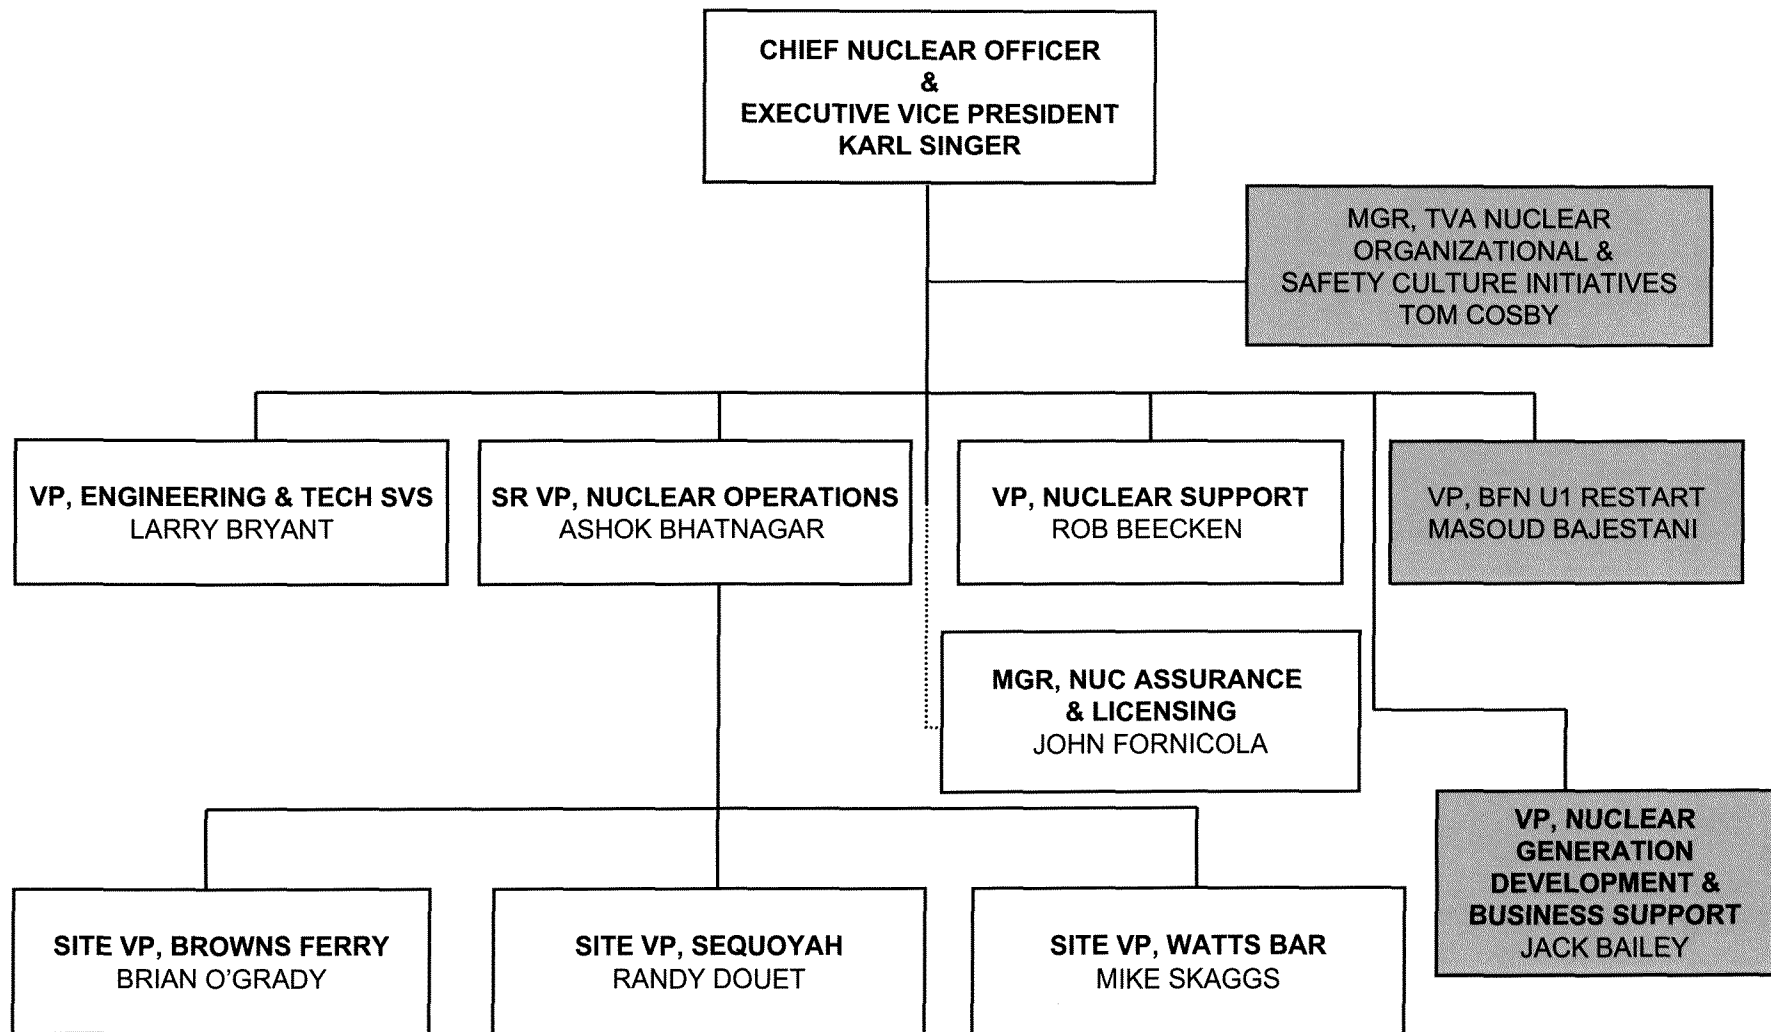 CHIEF NUCLEAR OFFICER
&
EXECUTIVE VICE PRESIDENT
KARL SINGER
MGR, TVA NUCLEAR
ORGANIZATIONAL &
SAFETY CULTURE INITIATIVES
TOM COSBY
VP, ENGINEERING & TECH SVS
LARRY BRYANT
SR VP, NUCLEAR OPERATIONS
ASHOK BHATNAGAR
VP, NUCLEAR SUPPORT
ROB BEECKEN
VP, BFN U1 RESTART
MASOUD BAJESTANI
MGR, NUC ASSURANCE
& LICENSING
JOHN FORNICOLA
VP, NUCLEAR
GENERATION
DEVELOPMENT &
BUSINESS SUPPORT
JACK BAILEY
SITE VP, BROWNS FERRY
BRIAN O'GRADY
SITE VP, SEQUOYAH
RANDY DOUET
SITE VP, WATTS BAR
MIKE SKAGGS